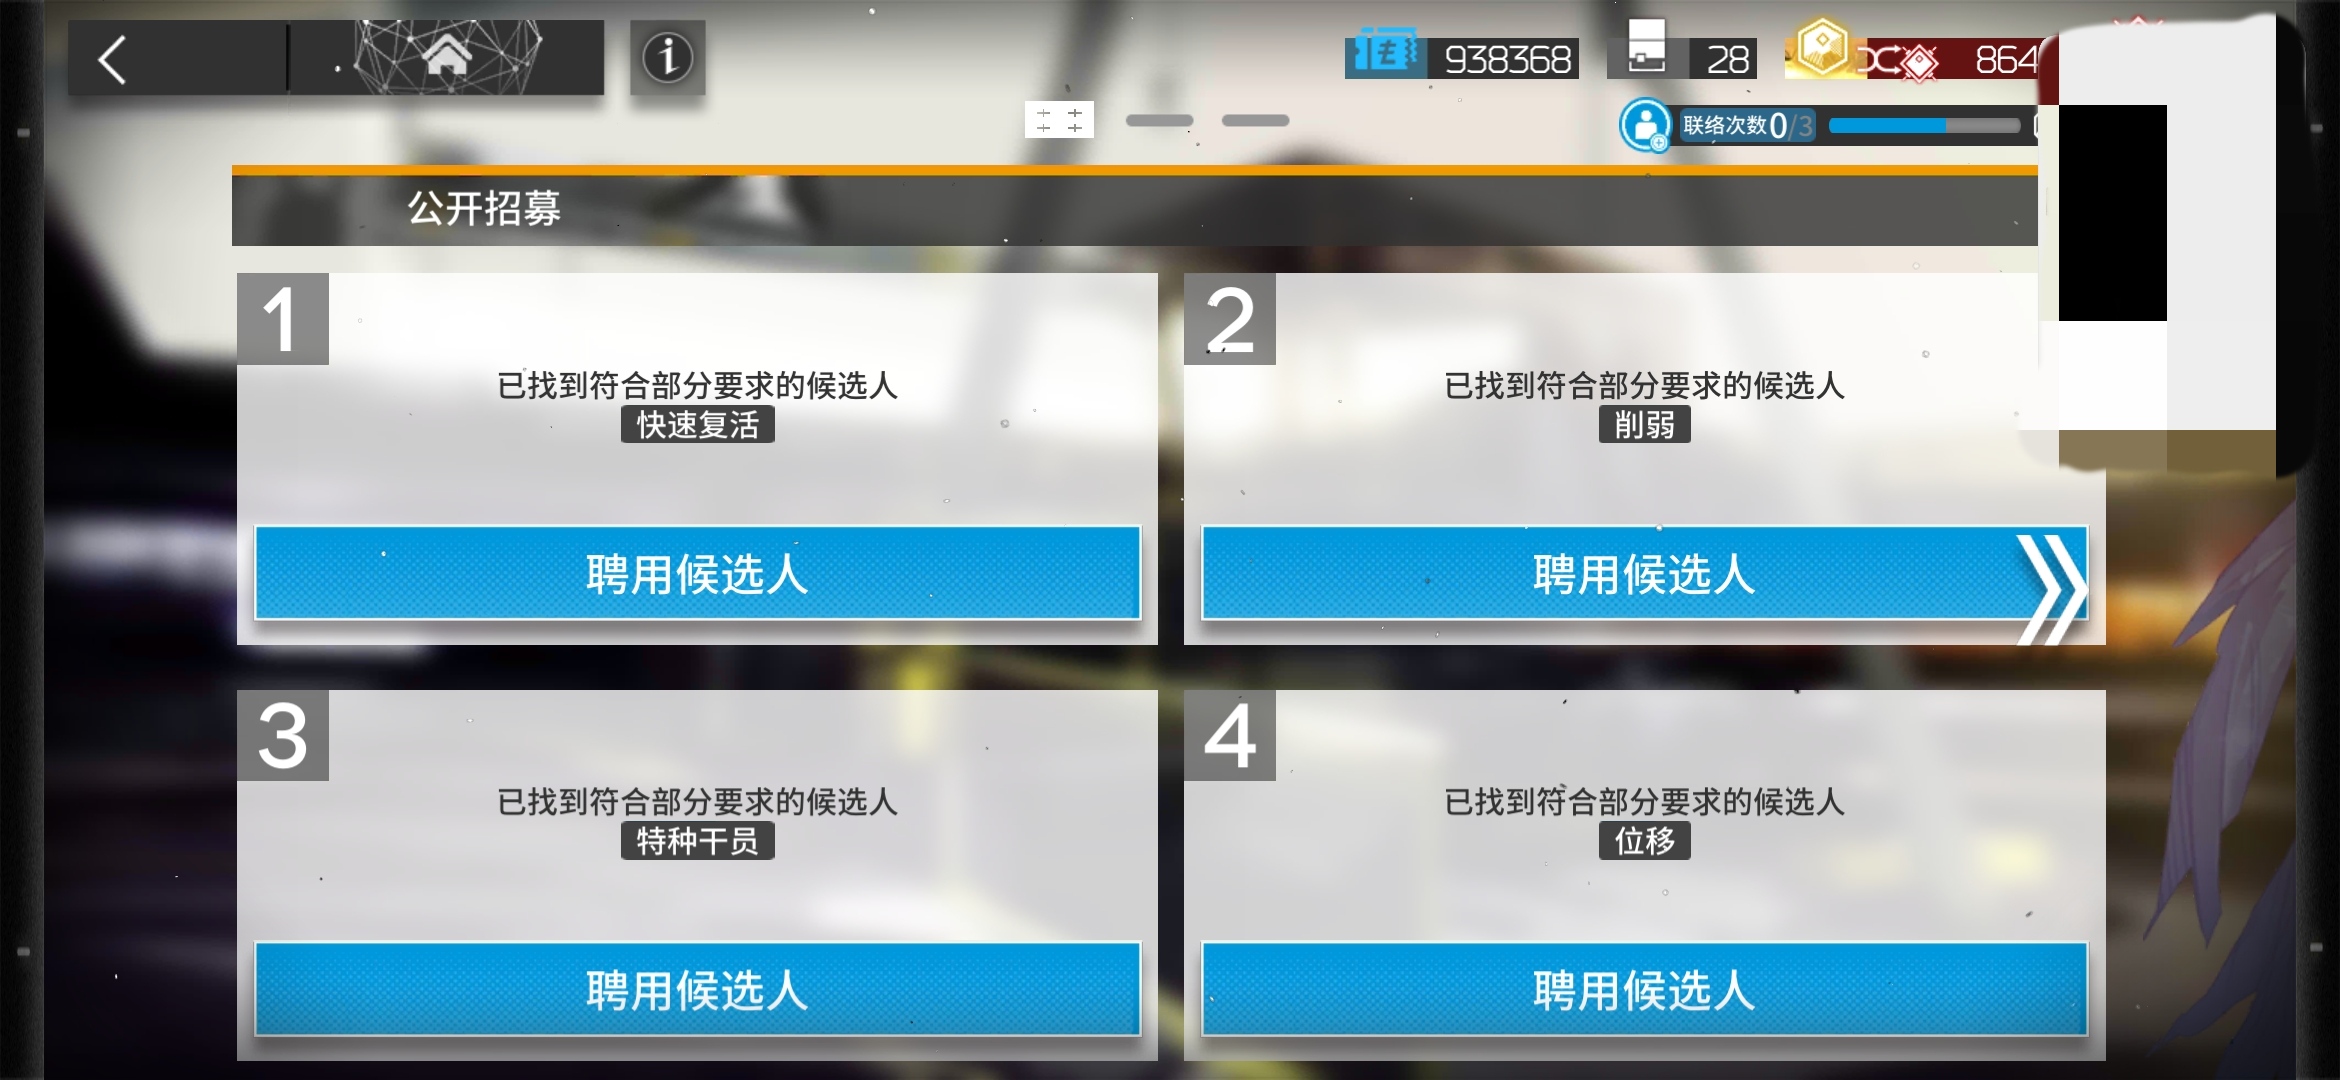 938368
28
864
联络次数0/3
公开招募
1
已找到符合部分要求的候选人
快速复活
聘用候选人
2
已找到符合部分要求的候选人
削弱
聘用候选人
3
已找到符合部分要求的候选人
特种干员
聘用候选人
4
已找到符合部分要求的候选人
位移
聘用候选人